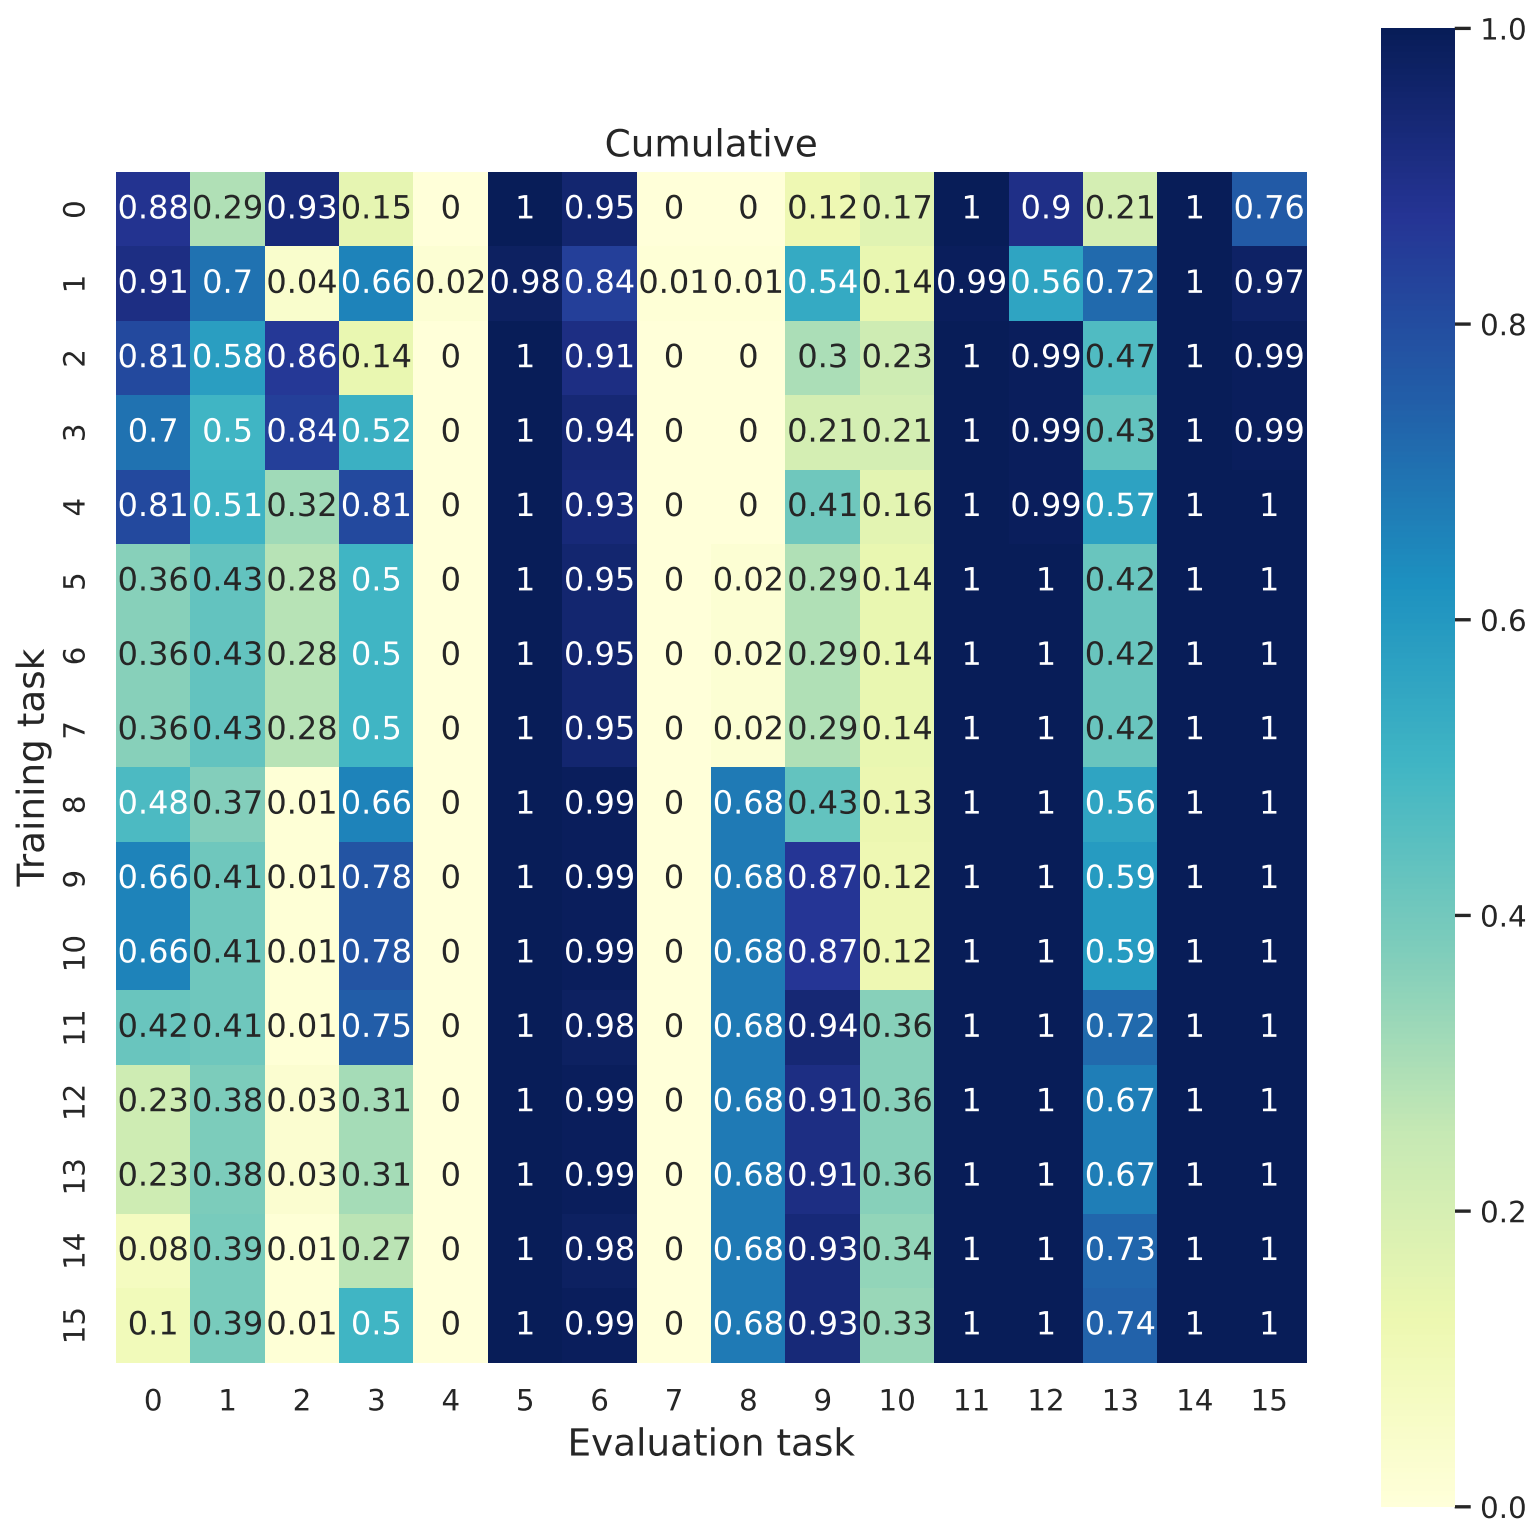 Cumulative
0 0.88 0.29 0.93 0.15 0 1 0.95 0 0 0.12 0.17 1 0.9 0.21 1 0.76
1 0.91 0.7 0.04 0.66 0.02 0.98 0.84 0.01 0.01 0.54 0.14 0.99 0.56 0.72 1 0.97
2 0.81 0.58 0.86 0.14 0 1 0.91 0 0 0.3 0.23 1 0.99 0.47 1 0.99
3 0.7 0.5 0.84 0.52 0 1 0.94 0 0 0.21 0.21 1 0.99 0.43 1 0.99
4 0.81 0.51 0.32 0.81 0 1 0.93 0 0 0.41 0.16 1 0.99 0.57 1 1
5 0.36 0.43 0.28 0.5 0 1 0.95 0 0.02 0.29 0.14 1 1 0.42 1 1
6 0.36 0.43 0.28 0.5 0 1 0.95 0 0.02 0.29 0.14 1 1 0.42 1 1
7 0.36 0.43 0.28 0.5 0 1 0.95 0 0.02 0.29 0.14 1 1 0.42 1 1
8 0.48 0.37 0.01 0.66 0 1 0.99 0 0.68 0.43 0.13 1 1 0.56 1 1
9 0.66 0.41 0.01 0.78 0 1 0.99 0 0.68 0.87 0.12 1 1 0.59 1 1
10 0.66 0.41 0.01 0.78 0 1 0.99 0 0.68 0.87 0.12 1 1 0.59 1 1
11 0.42 0.41 0.01 0.75 0 1 0.98 0 0.68 0.94 0.36 1 1 0.72 1 1
12 0.23 0.38 0.03 0.31 0 1 0.99 0 0.68 0.91 0.36 1 1 0.67 1 1
13 0.23 0.38 0.03 0.31 0 1 0.99 0 0.68 0.91 0.36 1 1 0.67 1 1
14 0.08 0.39 0.01 0.27 0 1 0.98 0 0.68 0.93 0.34 1 1 0.73 1 1
15 0.1 0.39 0.01 0.5 0 1 0.99 0 0.68 0.93 0.33 1 1 0.74 1 1
0 1 2 3 4 5 6 7 8 9 10 11 12 13 14 15
Evaluation task
Training task
1.0
0.8
0.6
0.4
0.2
0.0